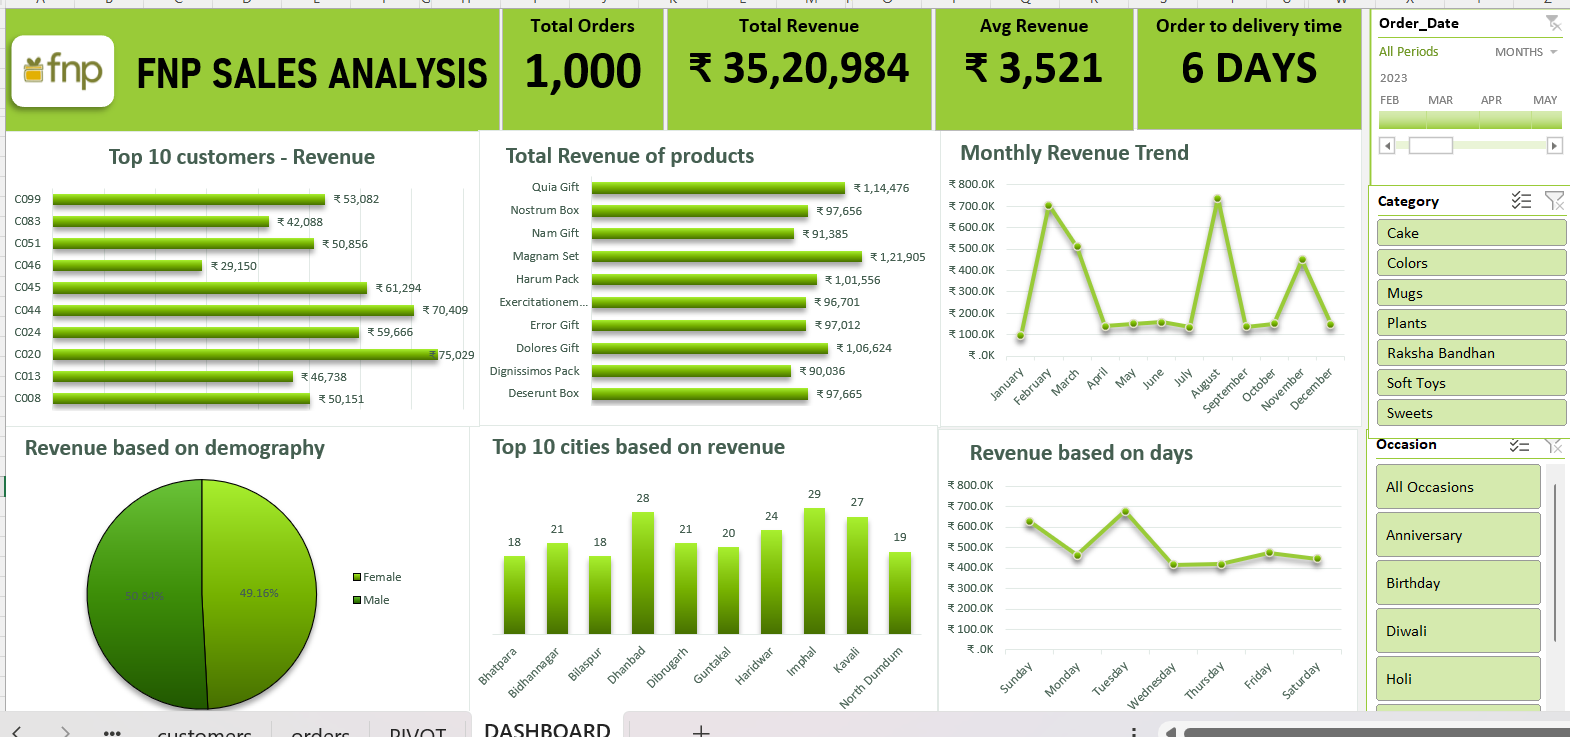 fnp
FNP SALES ANALYSIS
Total Orders
1,000
Total Revenue
₹ 35,20,984
Avg Revenue
₹ 3,521
Order to delivery time
6 DAYS
Order_Date
All Periods
MONTHS
2023
FEB MAR APR MAY
Top 10 customers - Revenue
C099 ₹ 53,082
C083 ₹ 42,088
C051 ₹ 50,856
C046 ₹ 29,150
C045 ₹ 61,294
C044 ₹ 70,409
C024 ₹ 59,666
C020 ₹ 75,029
C013 ₹ 46,738
C008 ₹ 50,151
Total Revenue of products
Quia Gift ₹ 1,14,476
Nostrum Box ₹ 97,656
Nam Gift ₹ 91,385
Magnam Set ₹ 1,21,905
Harum Pack ₹ 1,01,556
Exercitationem... ₹ 96,701
Error Gift ₹ 97,012
Dolores Gift ₹ 1,06,624
Dignissimos Pack ₹ 90,036
Deserunt Box ₹ 97,665
Monthly Revenue Trend
₹ 800.0K
₹ 700.0K
₹ 600.0K
₹ 500.0K
₹ 400.0K
₹ 300.0K
₹ 200.0K
₹ 100.0K
₹ .0K
January February March April May June July August September October November December
Category
Cake
Colors
Mugs
Plants
Raksha Bandhan
Soft Toys
Sweets
Revenue based on demography
50.84%
49.16%
Female
Male
Top 10 cities based on revenue
18 21 18 28 21 20 24 29 27 19
Bhatpara Bidhannagar Bilaspur Dhanbad Dibrugarh Guntakal Haridwar Imphal Kavali North Dumdum
Revenue based on days
₹ 800.0K
₹ 700.0K
₹ 600.0K
₹ 500.0K
₹ 400.0K
₹ 300.0K
₹ 200.0K
₹ 100.0K
₹ .0K
Sunday Monday Tuesday Wednesday Thursday Friday Saturday
Occasion
All Occasions
Anniversary
Birthday
Diwali
Holi
customers orders PIVOT DASHBOARD